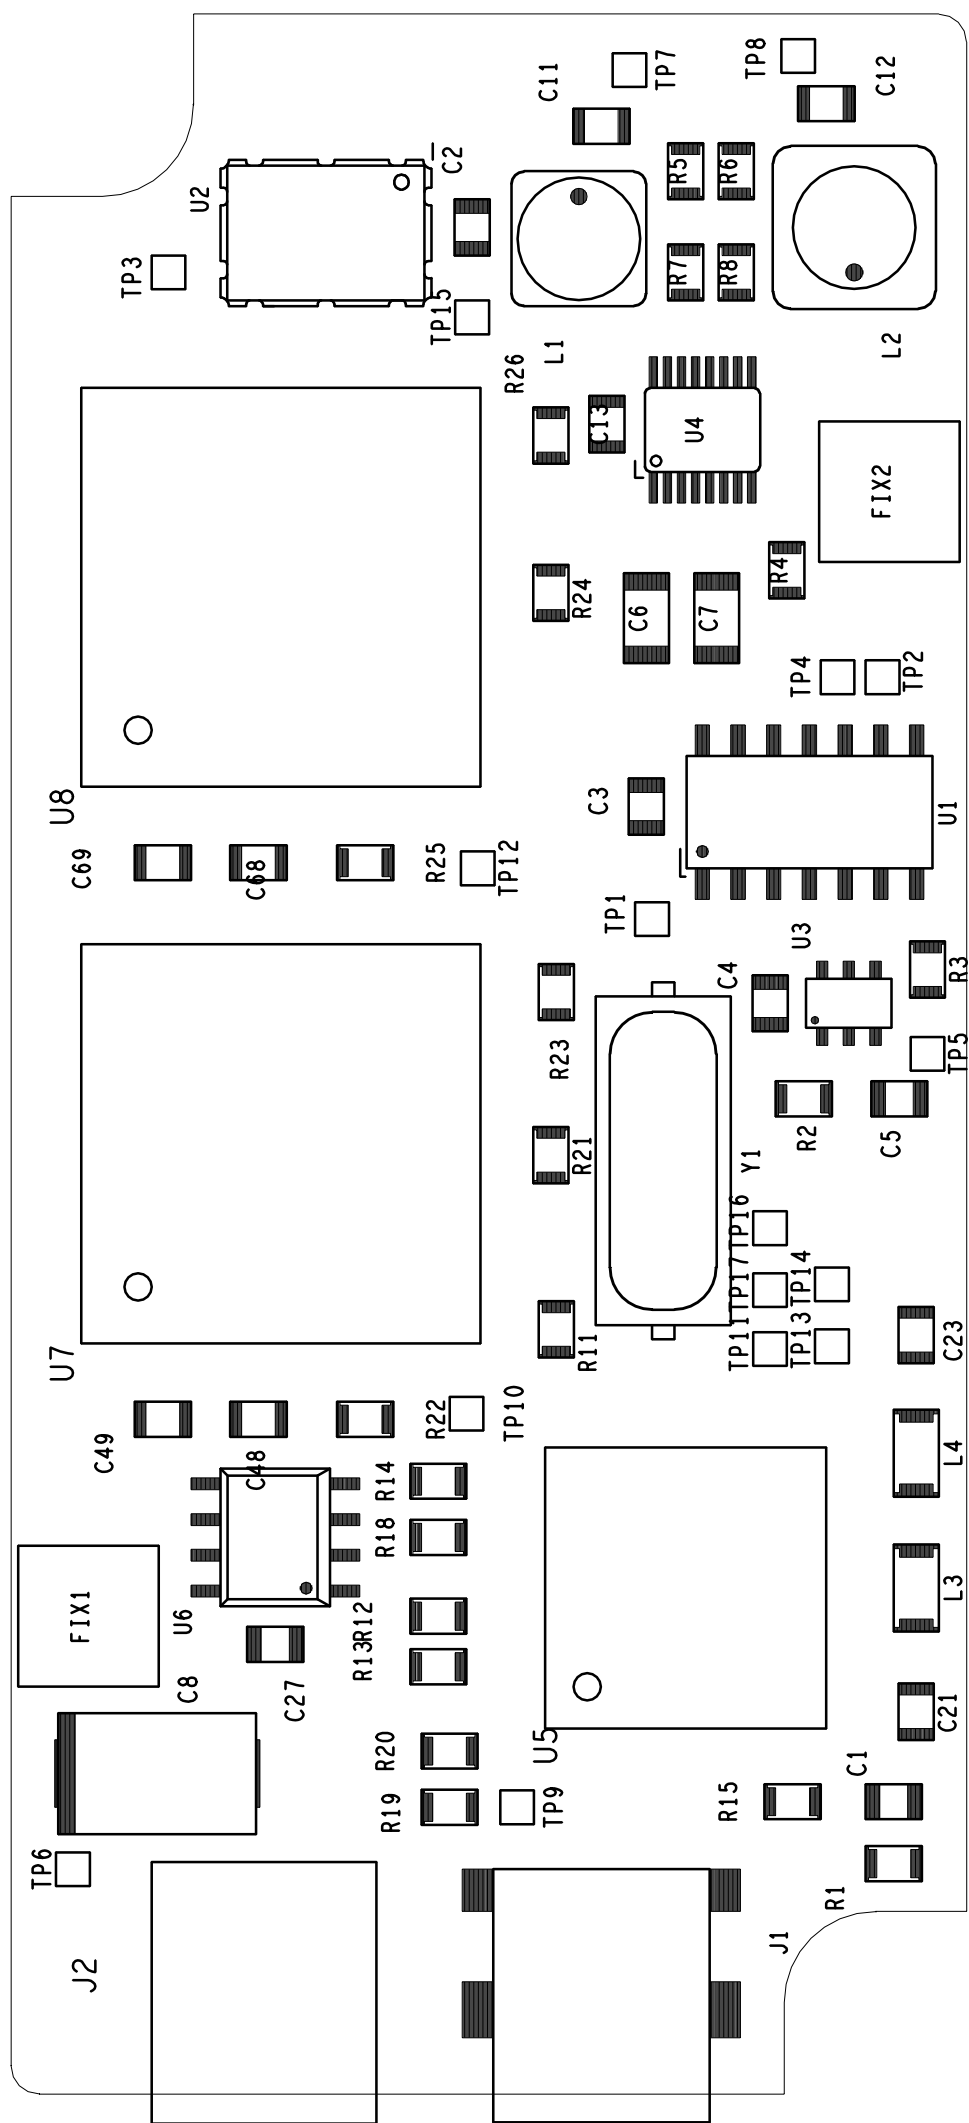 TP8
C11
TP7
C12
C2
R5
R6
U2
TP3
R7
R8
TP15
L2
L1
R26
C13
U4
FIX2
R4
R24
C6
C7
TP4
TP2
C3
U8
U1
C69
C68
R25
TP12
TP1
U3
C4
R3
R23
TP5
R2
C5
R21
Y1
TP16
TP17
TP14
TP11
TP13
C23
U7
R11
R22
TP10
C49
C48
L4
R14
R18
L3
FIX1
U6
R12
R13
C8
C27
C21
U5
R20
C1
R19
TP9
R15
TP6
R1
J1
J2